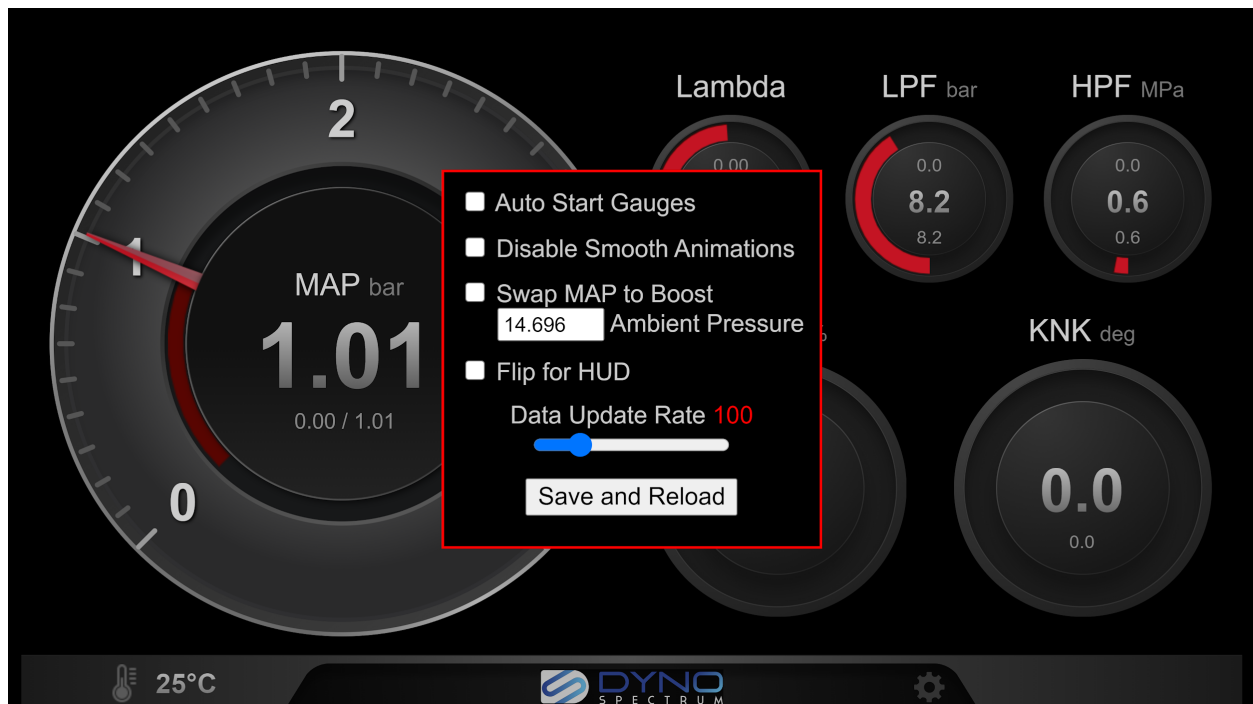 Lambda
LPF bar
HPF MPa
2
0.00
0.0
8.2
8.2
0.0
0.6
0.6
1
MAP bar
1.01
0.00 / 1.01
0
Auto Start Gauges
Disable Smooth Animations
Swap MAP to Boost
14.696 Ambient Pressure
Flip for HUD
Data Update Rate 100
Save and Reload
KNK deg
0.0
0.0
25°C
DYNO
SPECTRUM